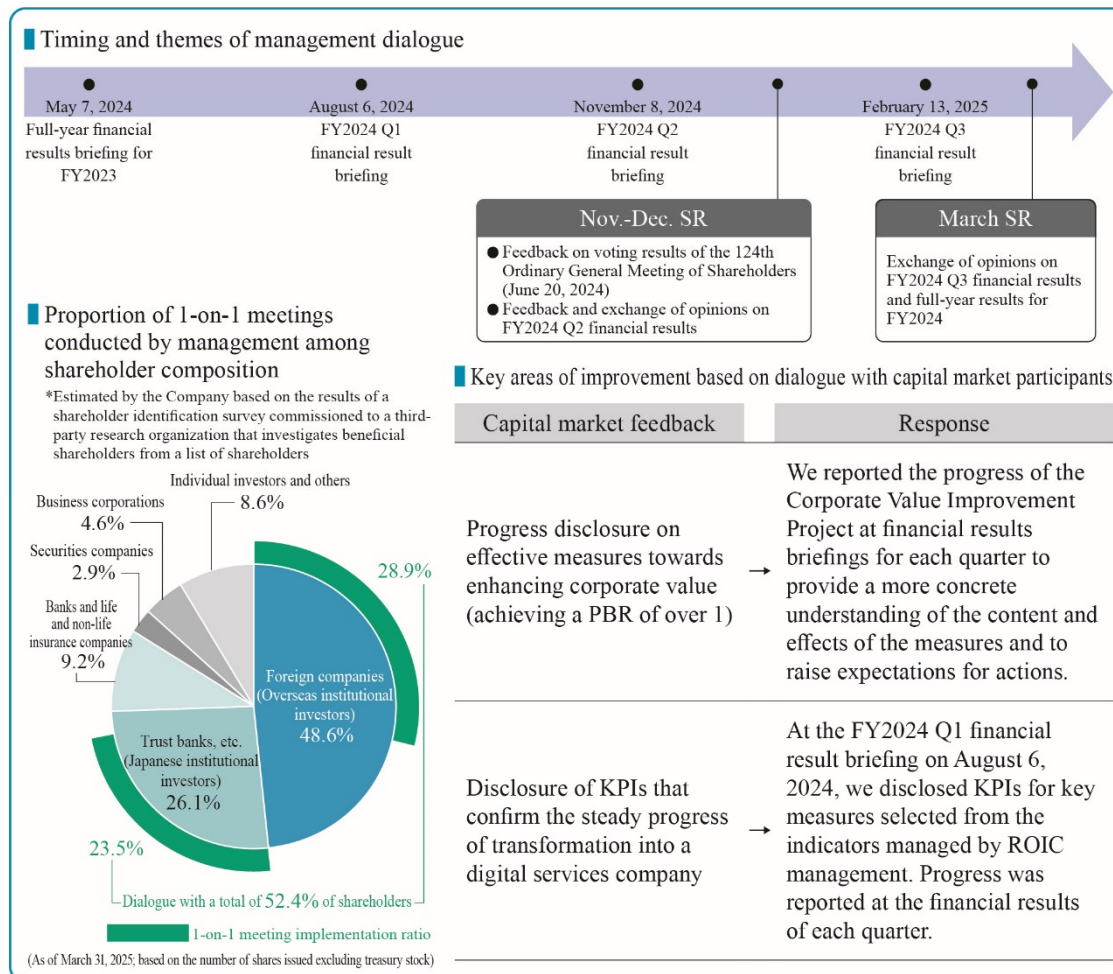 Timing and themes of management dialogue
May 7, 2024
Full-year financial
results briefing for
FY2023
August 6, 2024
FY2024 Q1
financial result
briefing
November 8, 2024
FY2024 Q2
financial result
briefing
February 13, 2025
FY2024 Q3
financial result
briefing
Nov.-Dec. SR
● Feedback on voting results of the 124th
Ordinary General Meeting of Shareholders
(June 20, 2024)
● Feedback and exchange of opinions on
FY2024 Q2 financial results
March SR
Exchange of opinions on
FY2024 Q3 financial results
and full-year results for
FY2024
Proportion of 1-on-1 meetings
conducted by management among
shareholder composition
*Estimated by the Company based on the results of a
shareholder identification survey commissioned to a third-
party research organization that investigates beneficial
shareholders from a list of shareholders
Individual investors and others
8.6%
Business corporations
4.6%
Securities companies
2.9%
Banks and life
and non-life
insurance companies
9.2%
28.9%
Foreign companies
(Overseas institutional
investors)
48.6%
Trust banks, etc.
(Japanese institutional
investors)
26.1%
23.5%
Dialogue with a total of 52.4% of shareholders
1-on-1 meeting implementation ratio
(As of March 31, 2025; based on the number of shares issued excluding treasury stock)
Key areas of improvement based on dialogue with capital market participants
Capital market feedback
Response
Progress disclosure on
effective measures towards
enhancing corporate value
(achieving a PBR of over 1)
→
We reported the progress of the
Corporate Value Improvement
Project at financial results
briefings for each quarter to
provide a more concrete
understanding of the content and
effects of the measures and to
raise expectations for actions.
Disclosure of KPIs that
confirm the steady progress
of transformation into a
digital services company
→
At the FY2024 Q1 financial
result briefing on August 6,
2024, we disclosed KPIs for key
measures selected from the
indicators managed by ROIC
management. Progress was
reported at the financial results
of each quarter.